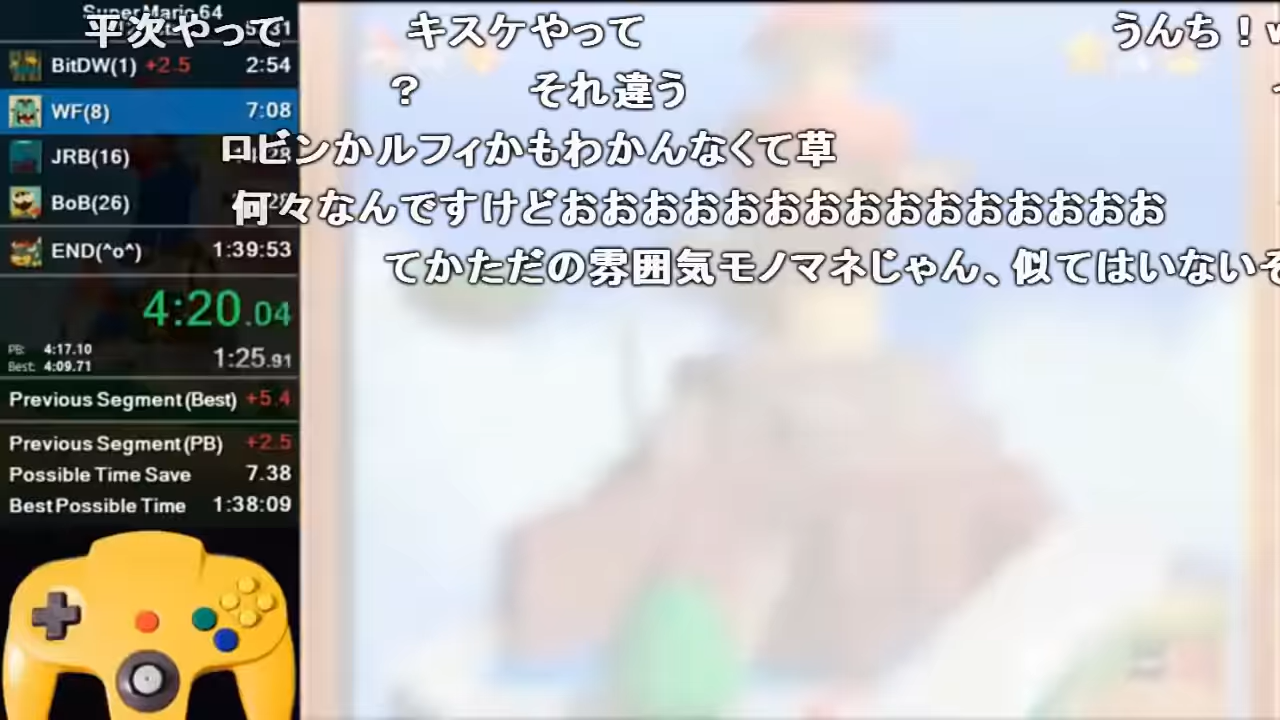 Super Mario 64
平次やって
キスケやって
うんち！w
BitDW(1) +2.5 2:54
？
それ違う
WF(8) 7:08
JRB(16)
ロビンかルフィかもわかんなくて草
BoB(26)
何々なんですけどおおおおおおおおおおおおおおお
END(^o^) 1:39:53
てかただの雰囲気モノマネじゃん、似てはいないそ
4:20.04
PB: 4:17.10
Best: 4:09.71
1:25.91
Previous Segment (Best) +5.4
Previous Segment (PB) +2.5
Possible Time Save 7.38
Best Possible Time 1:38:09